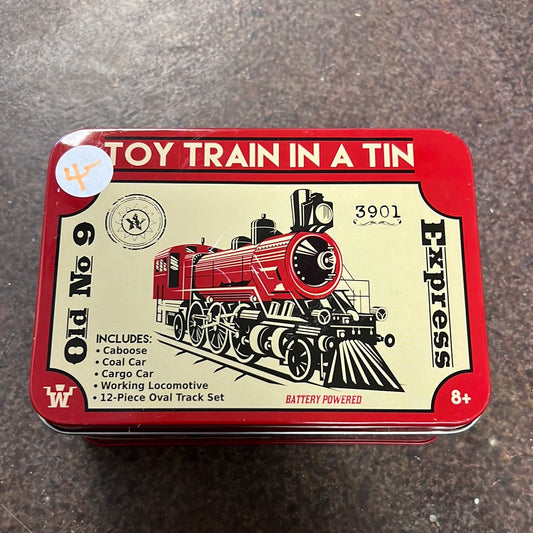 4
TOY TRAIN IN A TIN
Old No 9
3901
Express
INCLUDES:
• Caboose
• Coal Car
• Cargo Car
• Working Locomotive
• 12-Piece Oval Track Set
BATTERY POWERED
W
8+